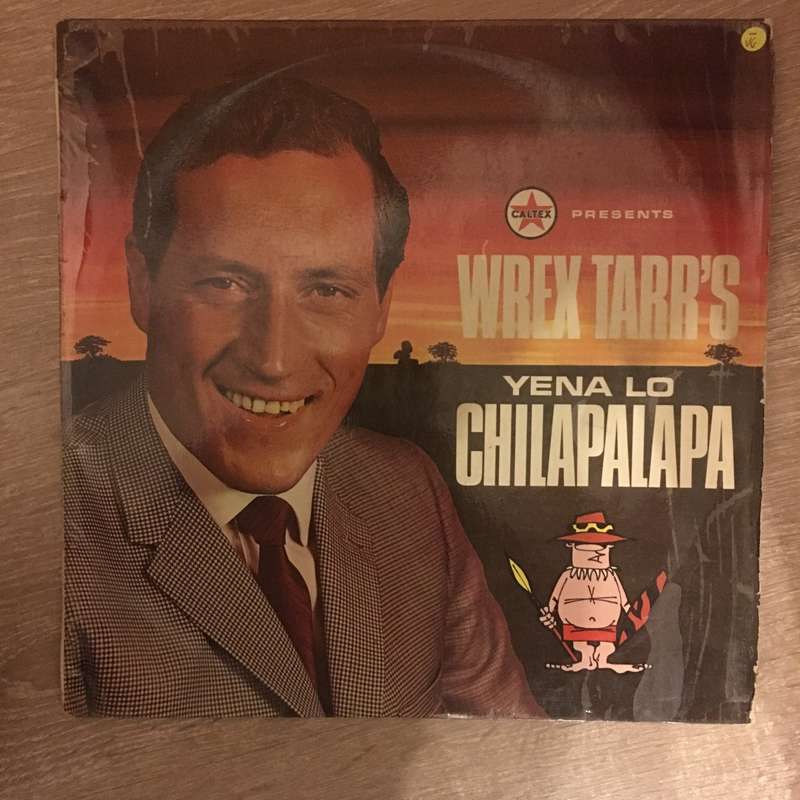 CALTEX PRESENTS
WREX TARR'S
YENA LO
CHILAPALAPA